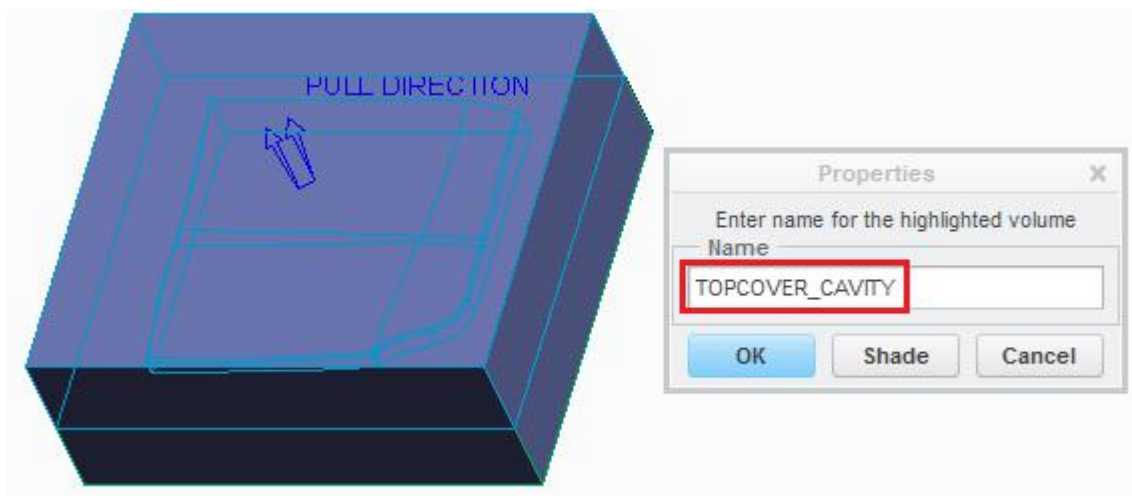 PULL DIRECTION
Properties
Enter name for the highlighted volume
Name
TOPCOVER_CAVITY
OK Shade Cancel